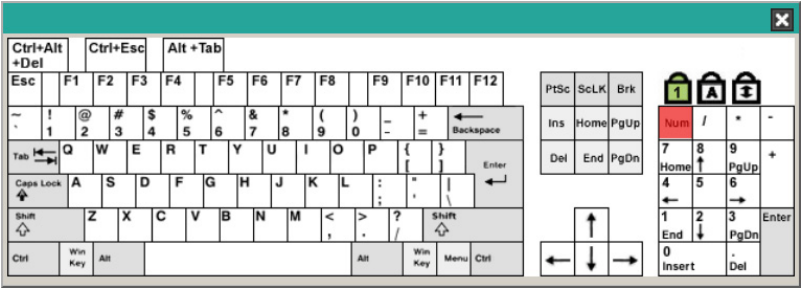 Ctrl+Alt
+Del
Ctrl+Esc
Alt +Tab
Esc F1 F2 F3 F4 F5 F6 F7 F8 F9 F10 F11 F12
~ ! @ # $ % ^ & * ( ) _ +
` 1 2 3 4 5 6 7 8 9 0 - = Backspace
Tab Q W E R T Y U I O P { }
[ ]
Enter
Caps Lock A S D F G H J K L : " |
; ' \
Shift Z X C V B N M < > ? Shift
, . /
Ctrl Win Key Alt Alt Win Key Menu Ctrl
PtSc ScLK Brk
Ins Home PgUp
Del End PgDn
↑
← ↓ →
1 A
Num / * -
7 8 9 +
Home ↑ PgUp
4 5 6
← →
1 2 3 Enter
End ↓ PgDn
0 .
Insert Del